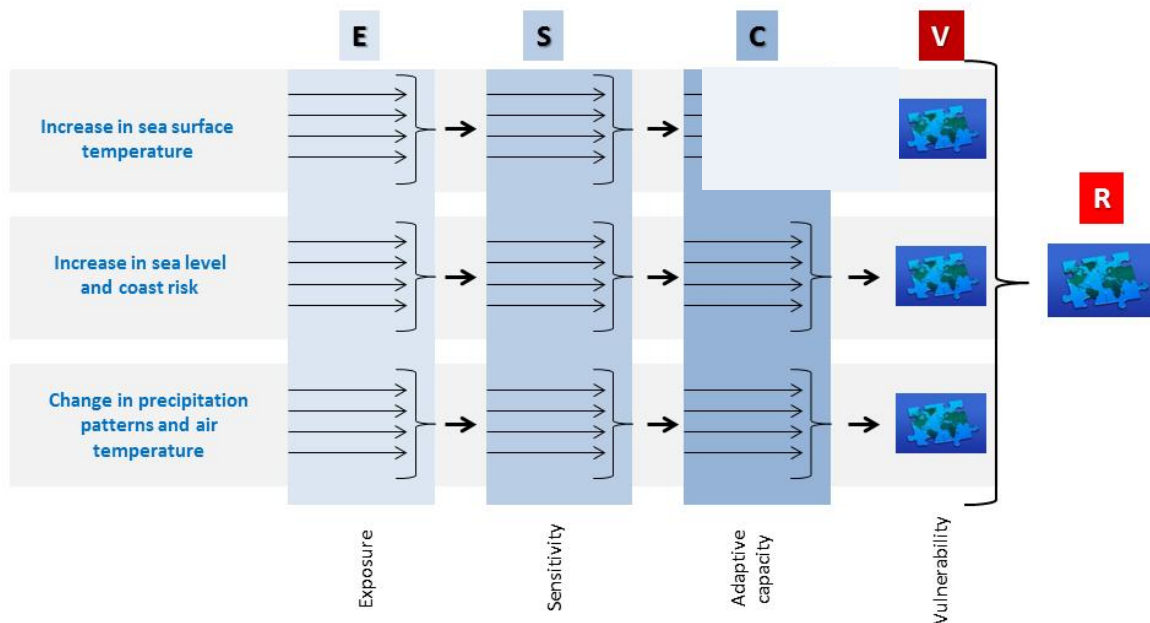 E
S
C
V
Increase in sea surface
temperature
R
Increase in sea level
and coast risk
Change in precipitation
patterns and air
temperature
Exposure
Sensitivity
Adaptive
capacity
Vulnerability